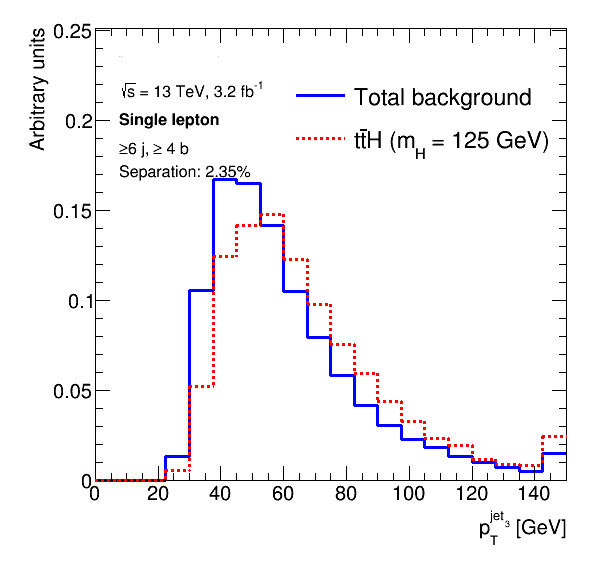 Arbitrary units
0.25
0.2
0.15
0.1
0.05
0
√s = 13 TeV, 3.2 fb⁻¹
Single lepton
≥6 j, ≥ 4 b
Separation: 2.35%
Total background
tt̄H (m_H = 125 GeV)
0 20 40 60 80 100 120 140
p_T^jet_3 [GeV]